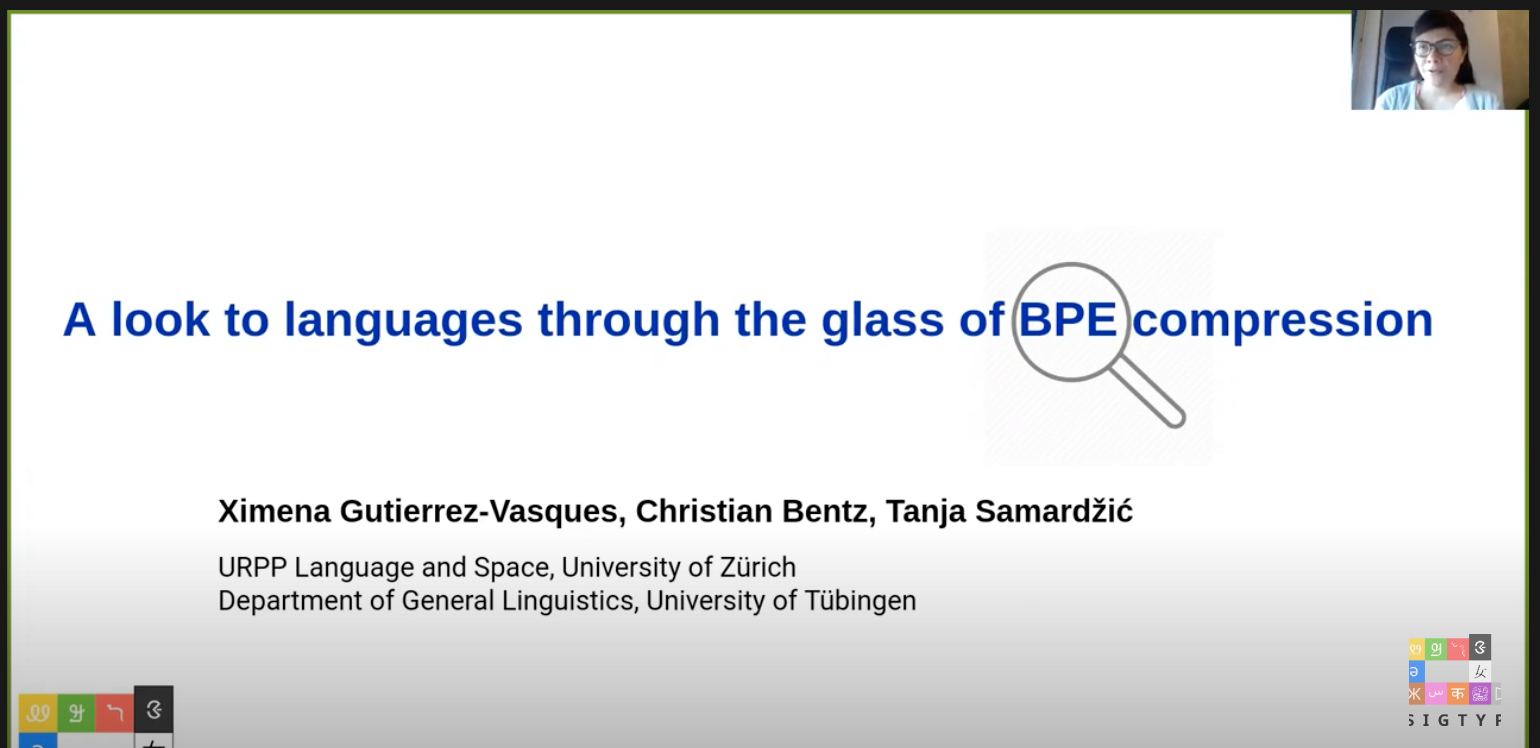 A look to languages through the glass of BPE compression
Ximena Gutierrez-Vasques, Christian Bentz, Tanja Samardžić
URPP Language and Space, University of Zürich
Department of General Linguistics, University of Tübingen
SIGTYP